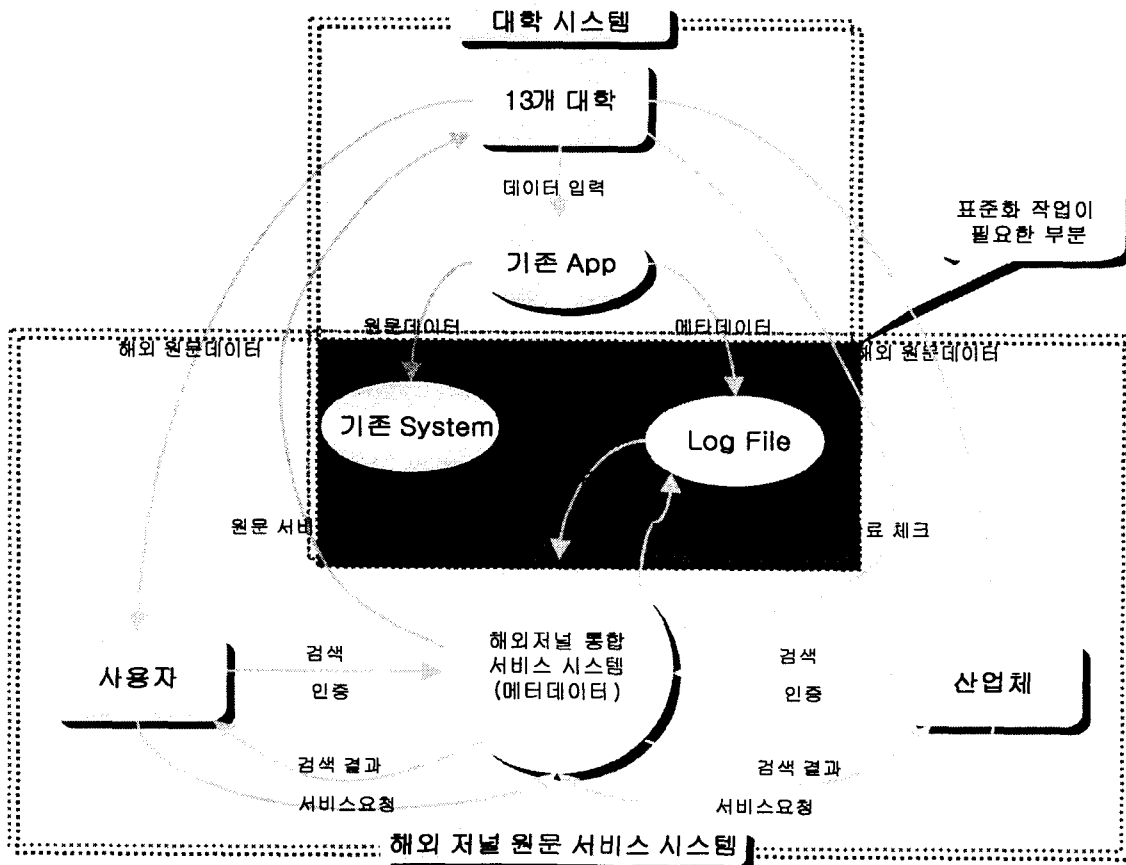 대학 시스템
13개 대학
데이터 입력
표준화 작업이
필요한 부분
기존 App
원문데이터
메타데이터
해외 원문데이터
해외 원문데이터
기존 System
Log File
원문 서비
료 체크
해외저널 통합
서비스 시스템
(메터데이터)
사용자
검색
인증
검색
인증
산업체
검색 결과
서비스요청
검색 결과
서비스요청
해외 저널 원문 서비스 시스템